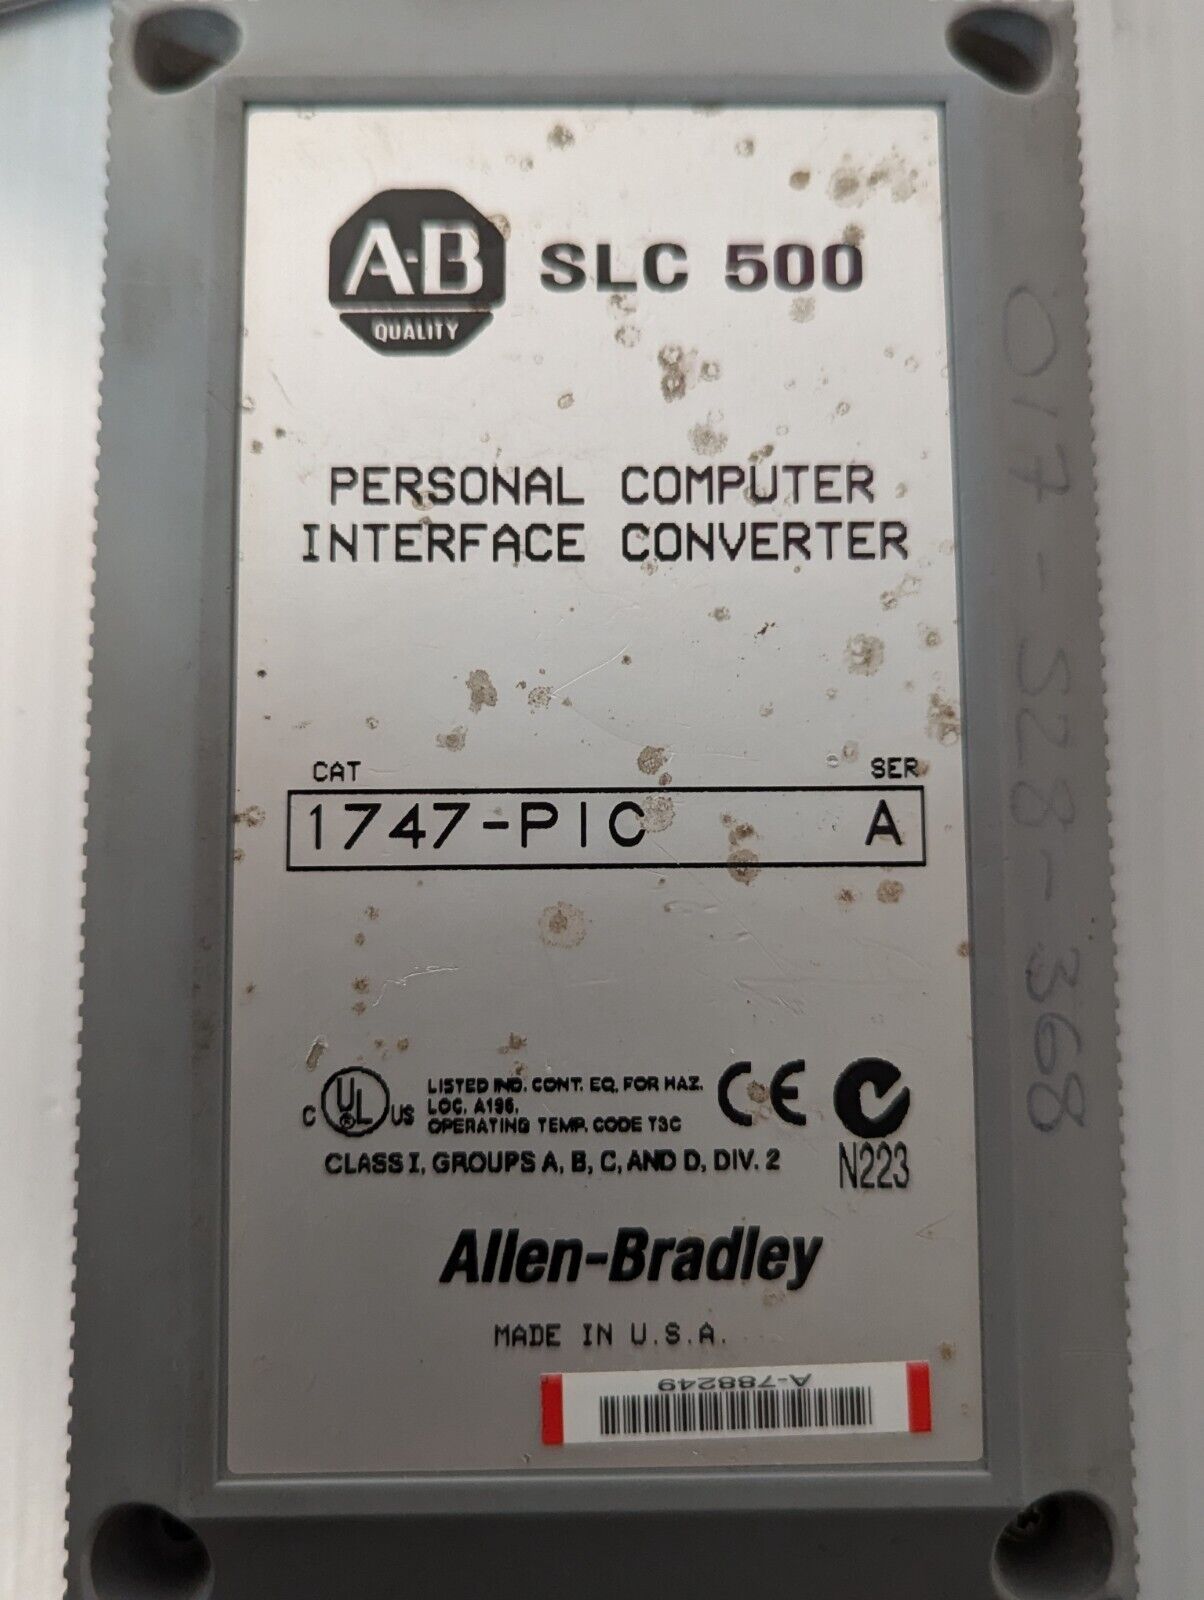 A-B
QUALITY
SLC 500
PERSONAL COMPUTER
INTERFACE CONVERTER
CAT SER
1747-PIC A
C UL US
®
LISTED IND. CONT. EQ. FOR HAZ.
LOC. A196,
OPERATING TEMP. CODE T3C
CE
CLASS I, GROUPS A, B, C, AND D, DIV. 2
N223
Allen-Bradley
MADE IN U.S.A.
A-788249
017-S28-368